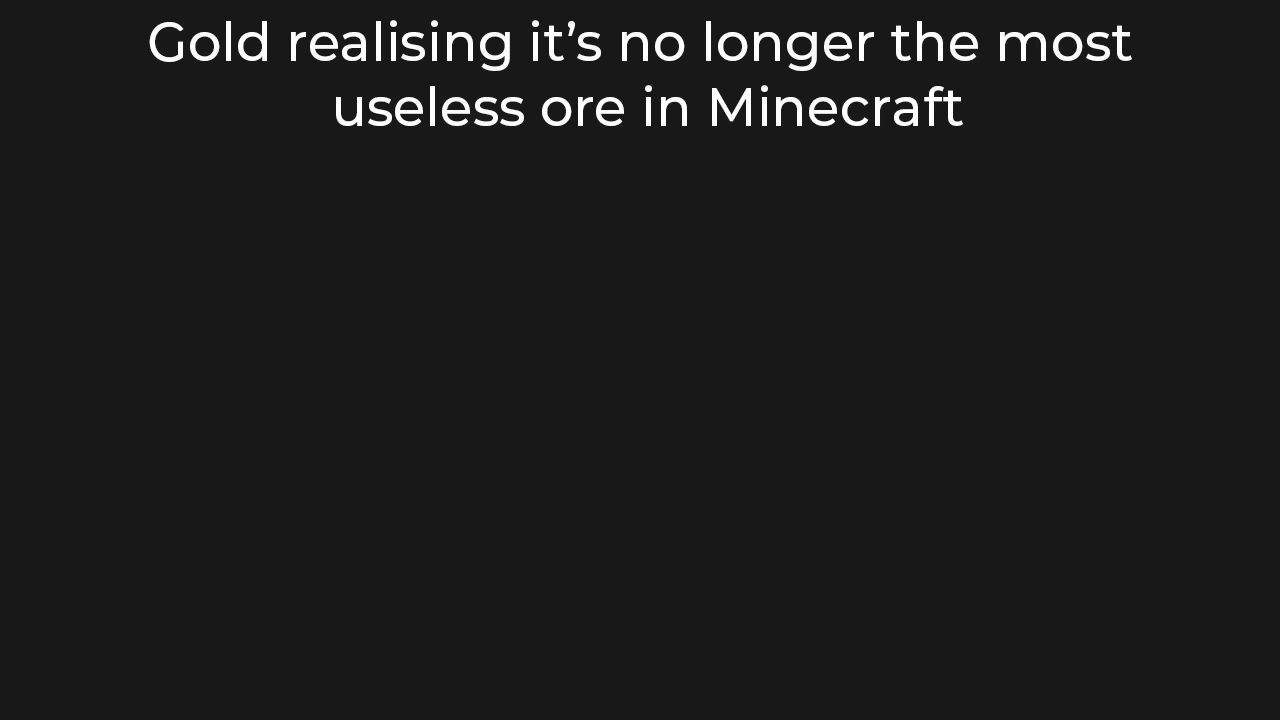 Gold realising it’s no longer the most
useless ore in Minecraft